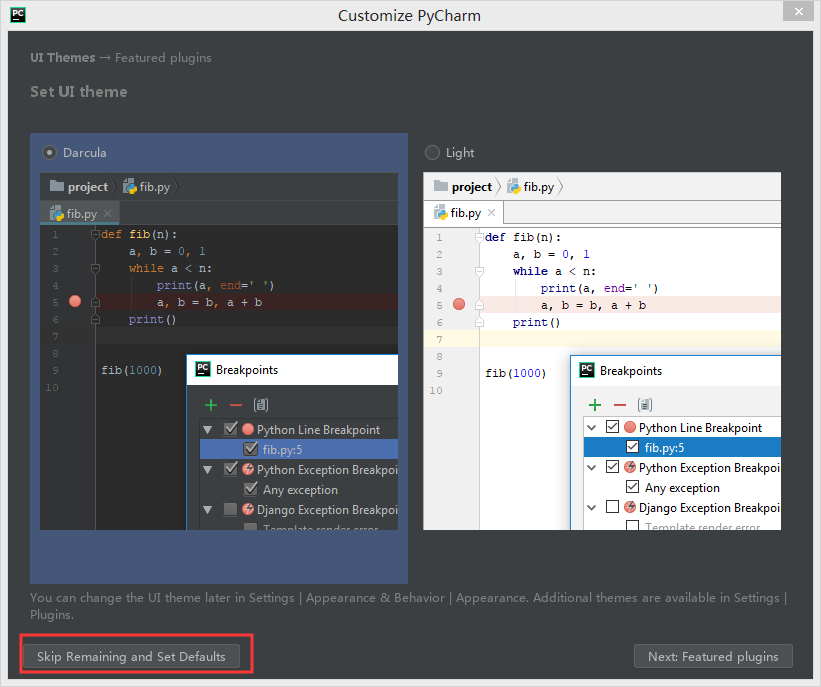 PC
Customize PyCharm
UI Themes → Featured plugins
Set UI theme
Darcula
project
fib.py
fib.py
1 def fib(n):
2 a, b = 0, 1
3 while a < n:
4 print(a, end=' ')
5 a, b = b, a + b
6 print()
7
8
9 fib(1000)
10
PC Breakpoints
Python Line Breakpoint
fib.py:5
Python Exception Breakpoi
Any exception
Django Exception Breakpoi
Template render error
Light
project
fib.py
fib.py
1 def fib(n):
2 a, b = 0, 1
3 while a < n:
4 print(a, end=' ')
5 a, b = b, a + b
6 print()
7
8
9 fib(1000)
10
PC Breakpoints
Python Line Breakpoint
fib.py:5
Python Exception Breakpoi
Any exception
Django Exception Breakpoi
Template render error
You can change the UI theme later in Settings | Appearance & Behavior | Appearance. Additional themes are available in Settings |
Plugins.
Skip Remaining and Set Defaults
Next: Featured plugins